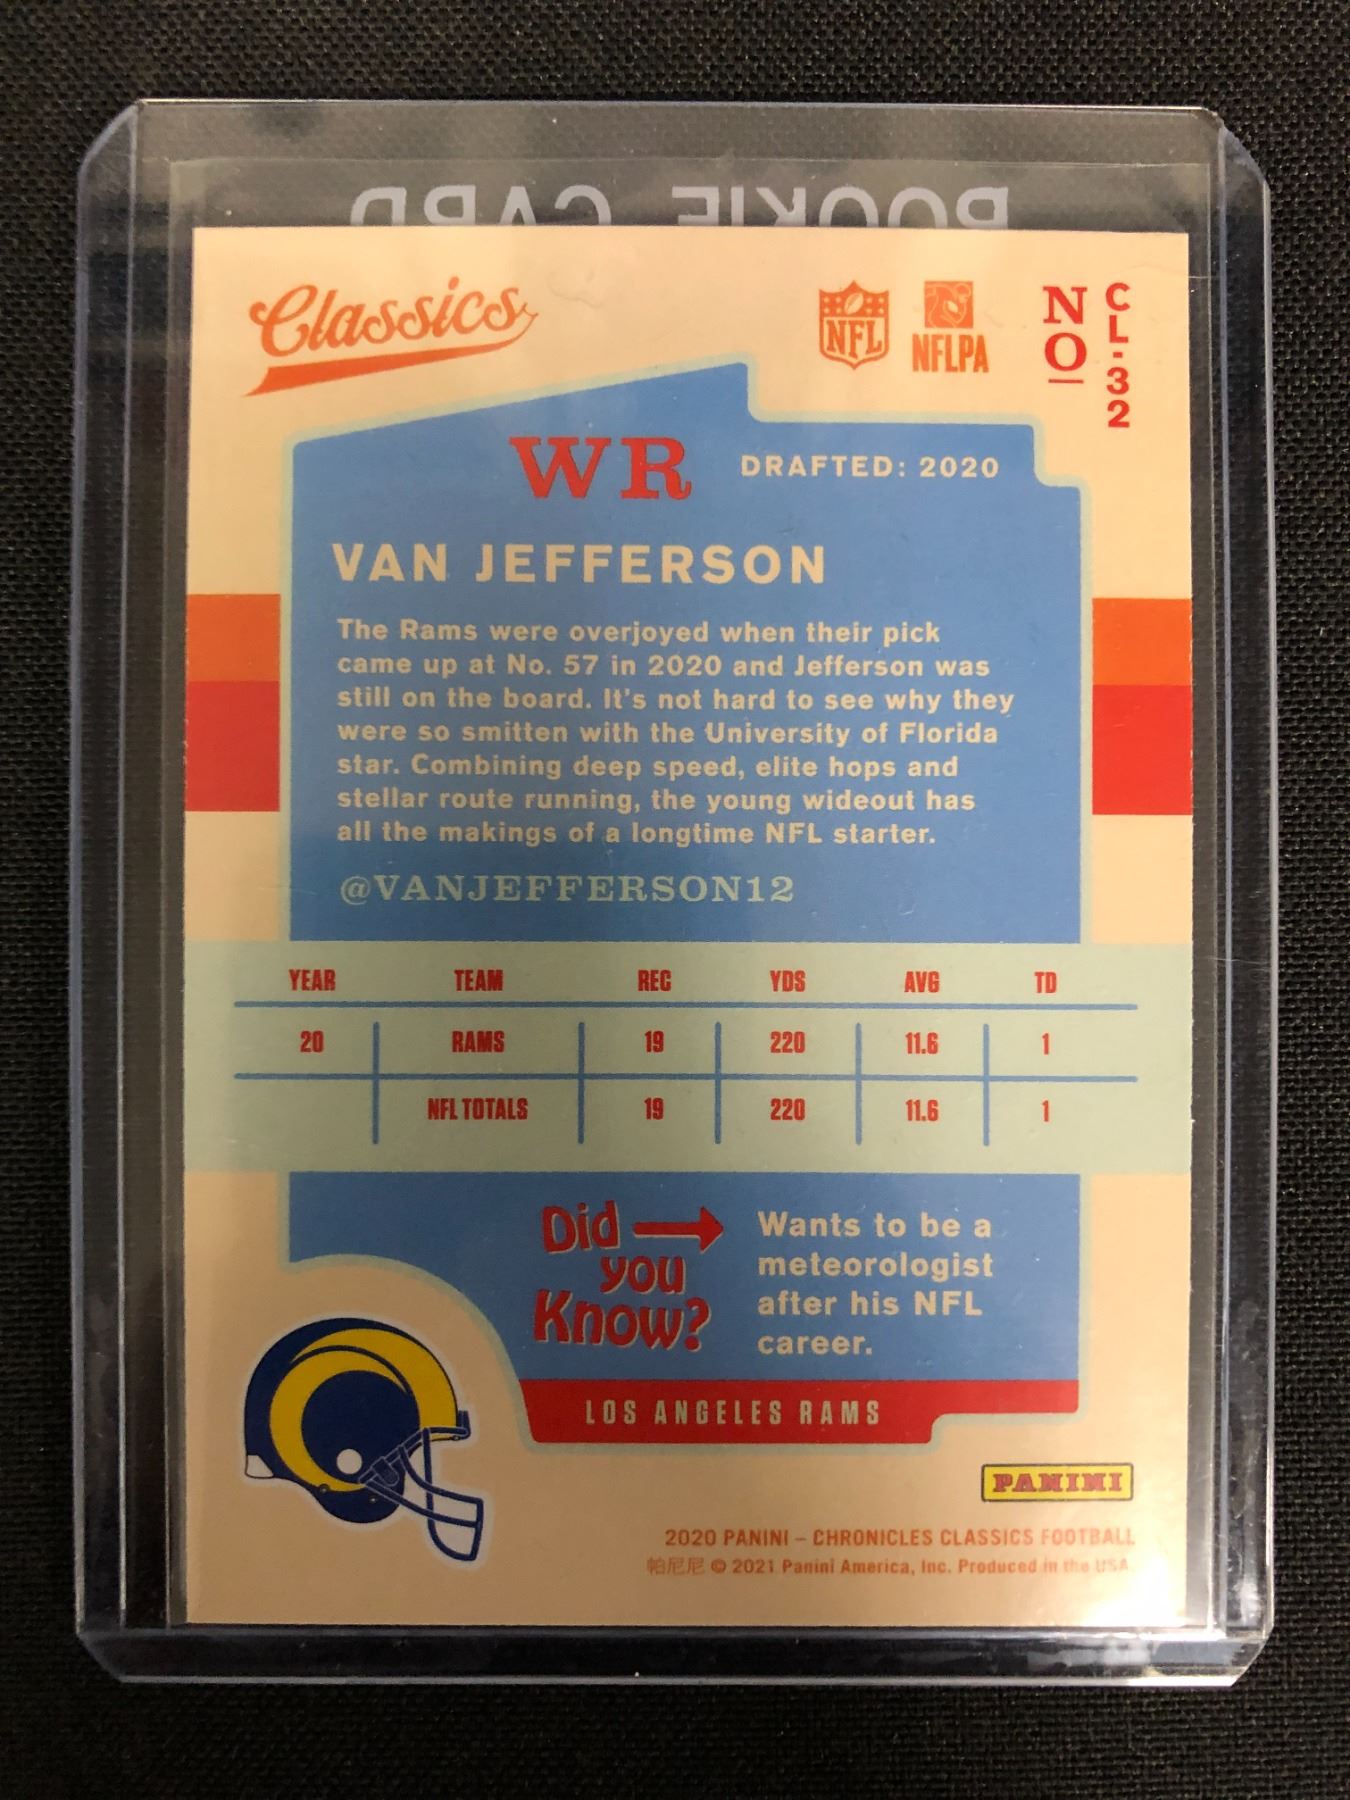 ROOKIE CARD
Classics
NFL
NFLPA
NO
CL-32
WR DRAFTED: 2020
VAN JEFFERSON
The Rams were overjoyed when their pick
came up at No. 57 in 2020 and Jefferson was
still on the board. It's not hard to see why they
were so smitten with the University of Florida
star. Combining deep speed, elite hops and
stellar route running, the young wideout has
all the makings of a longtime NFL starter.
@VANJEFFERSON12
YEAR TEAM REC YDS AVG TD
20 RAMS 19 220 11.6 1
NFL TOTALS 19 220 11.6 1
Did you Know?
Wants to be a
meteorologist
after his NFL
career.
LOS ANGELES RAMS
PANINI
2020 PANINI – CHRONICLES CLASSICS FOOTBALL
帕尼尼 © 2021 Panini America, Inc. Produced in the USA.